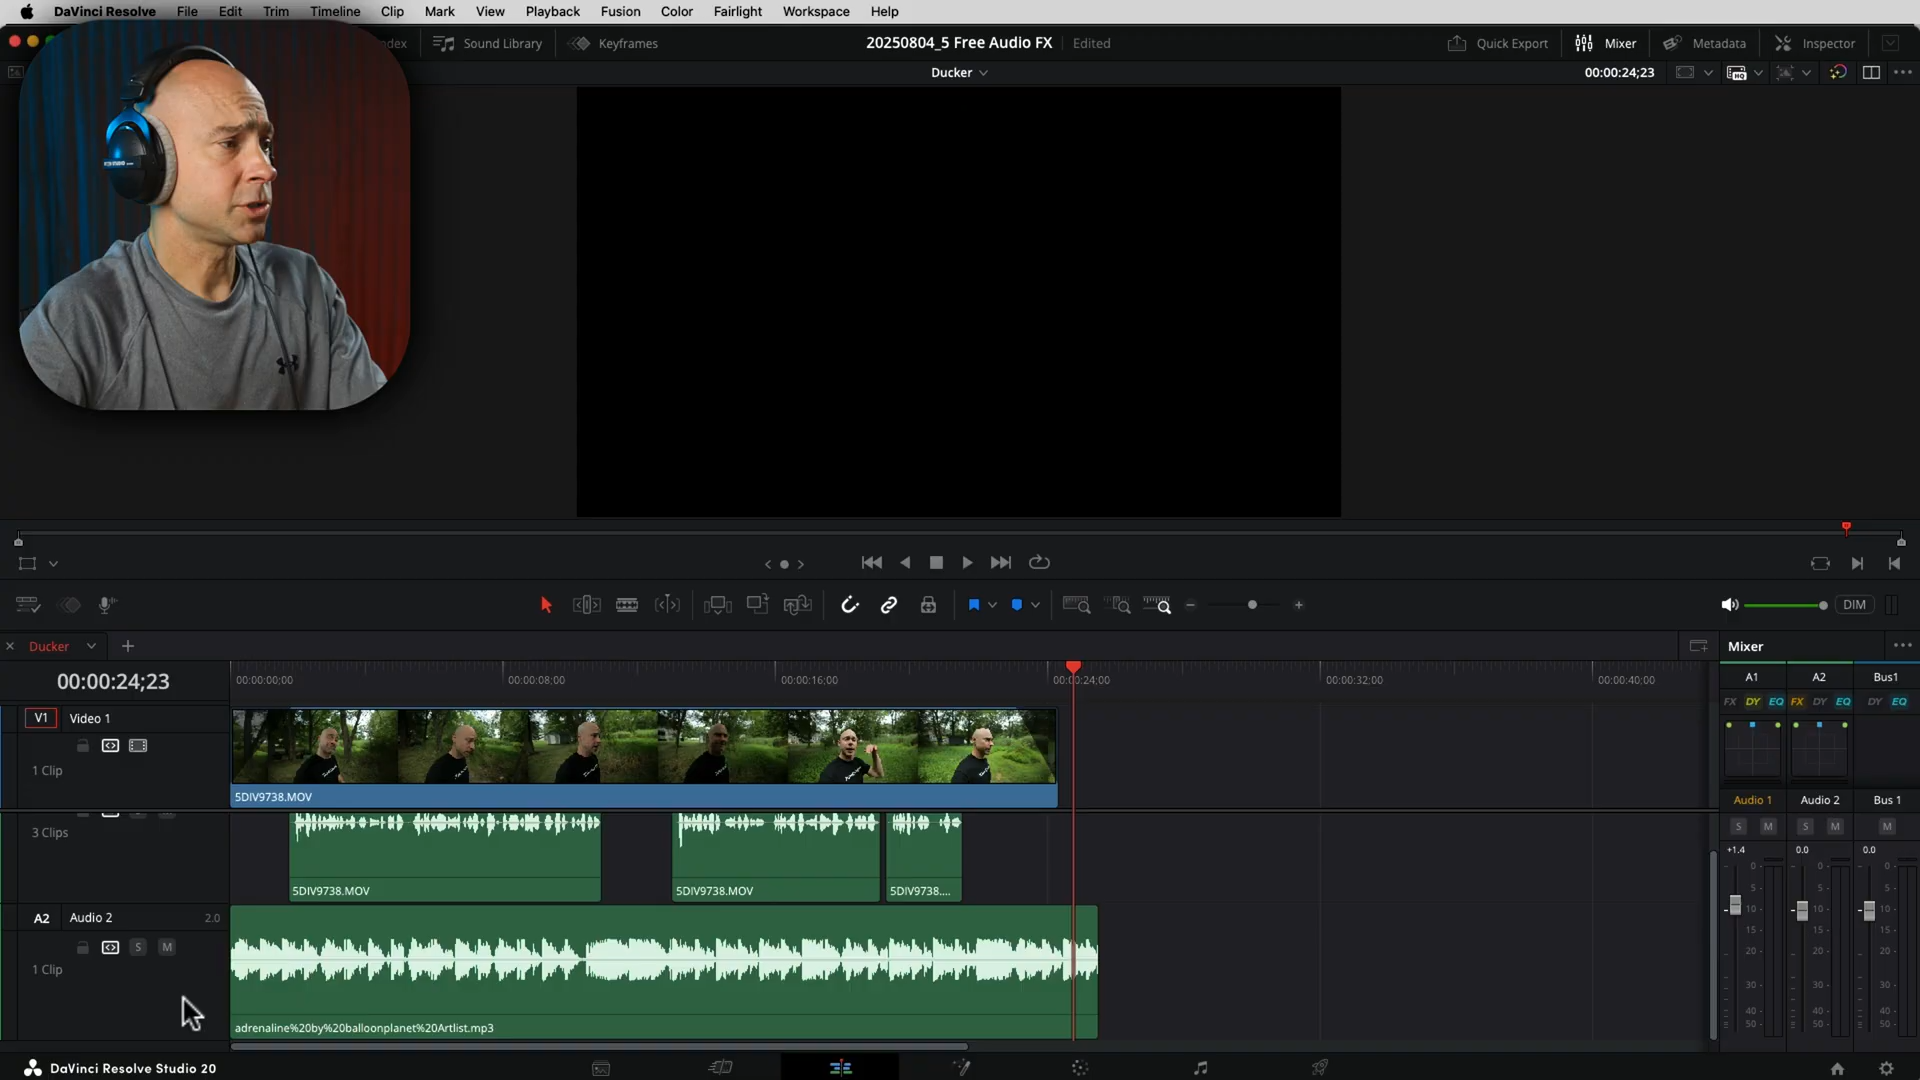 DaVinci Resolve File Edit Trim Timeline Clip Mark View Playback Fusion Color Fairlight Workspace Help
Sound Library Keyframes 20250804_5 Free Audio FX Edited Quick Export Mixer Metadata Inspector
Ducker 00:00:24;23
DIM
Ducker Mixer
00:00:24;23 00:00:00;00 00:00:08;00 00:00:16;00 00:00:24;00 00:00:32;00 00:00:40;00 A1 A2 Bus1
FX DY EQ FX DY EQ DY EQ
V1 Video 1
1 Clip
5DIV9738.MOV Audio 1 Audio 2 Bus 1
3 Clips S M S M M
+1.4 0.0 0.0
5DIV9738.MOV 5DIV9738.MOV 5DIV9738....
A2 Audio 2 2.0
S M
1 Clip
0 5 10 15 20 30 40 50
0 5 10 15 20 30 40 50
0 5 10 15 20 30 40 50
adrenaline%20by%20balloonplanet%20Artlist.mp3
DaVinci Resolve Studio 20